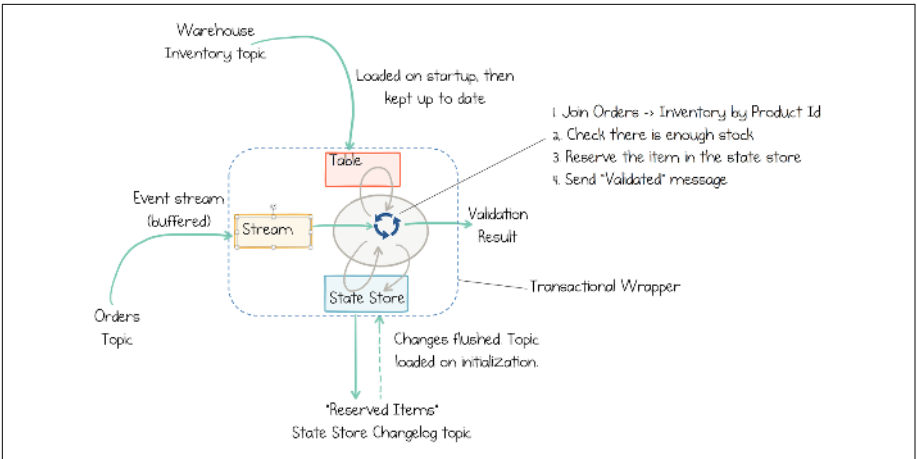 Warehouse
Inventory topic
Loaded on startup, then
kept up to date
1. Join Orders -> Inventory by Product Id
2. Check there is enough stock
3. Reserve the item in the state store
4. Send "Validated" message
Table
Event stream
(buffered)
Stream
Validation
Result
State Store
Transactional Wrapper
Orders
Topic
Changes flushed. Topic
loaded on initialization.
"Reserved Items"
State Store Changelog topic